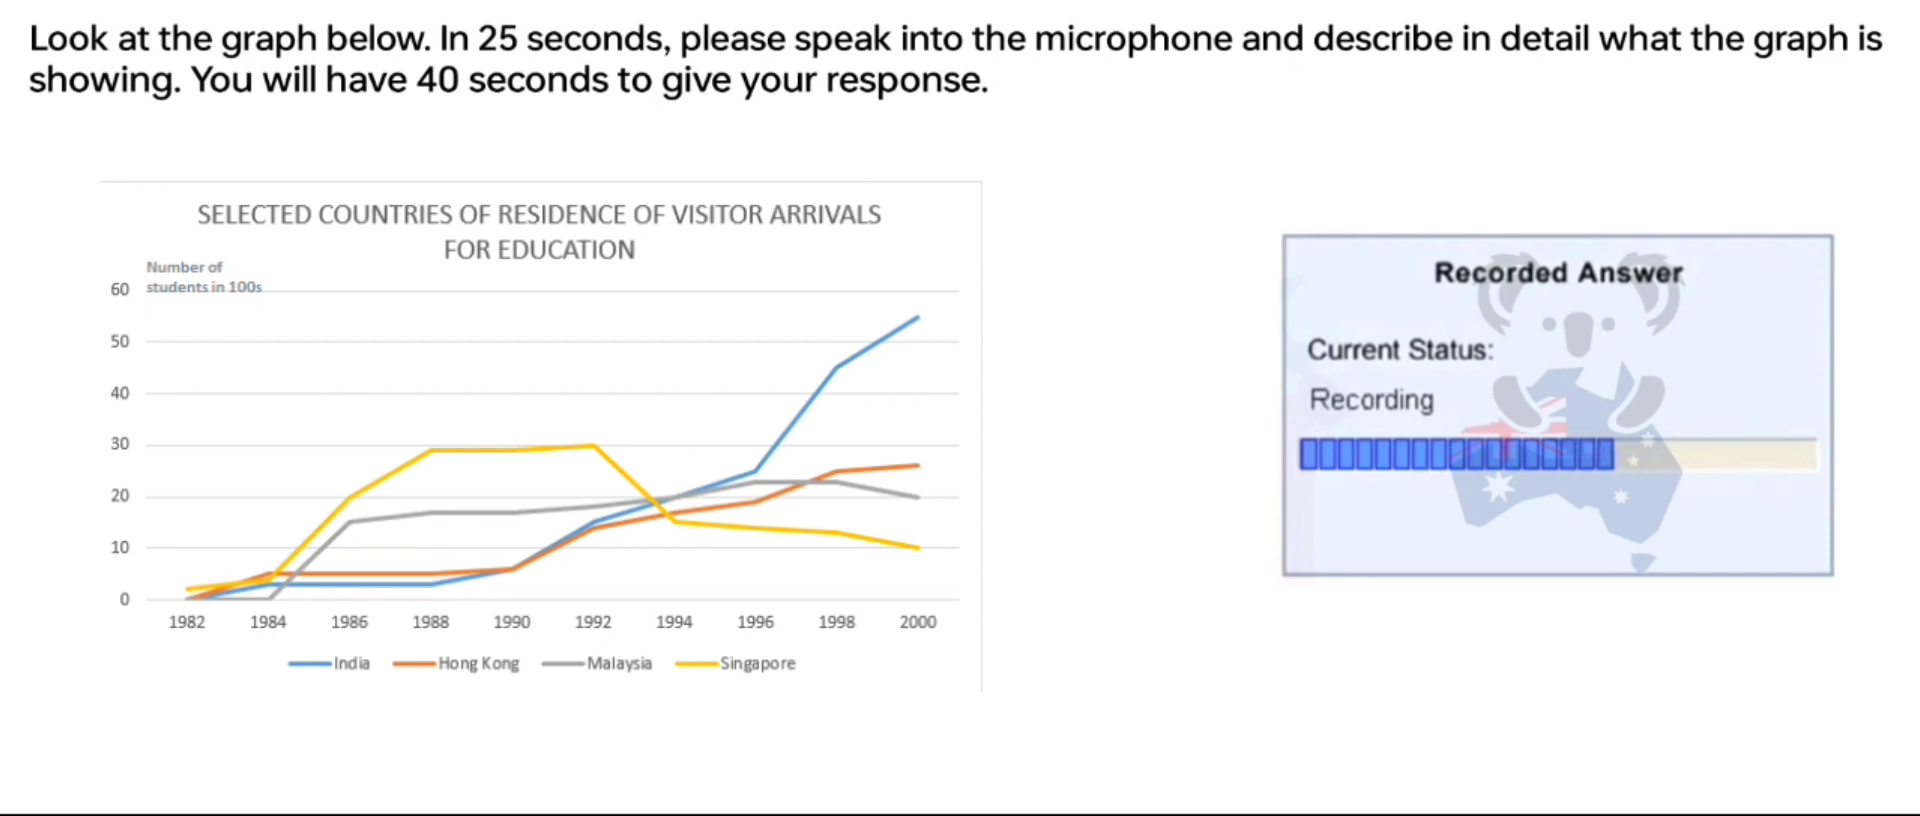 Look at the graph below. In 25 seconds, please speak into the microphone and describe in detail what the graph is
showing. You will have 40 seconds to give your response.
SELECTED COUNTRIES OF RESIDENCE OF VISITOR ARRIVALS
FOR EDUCATION
Number of
students in 100s
60
50
40
30
20
10
0
1982 1984 1986 1988 1990 1992 1994 1996 1998 2000
India Hong Kong Malaysia Singapore
Recorded Answer
Current Status:
Recording